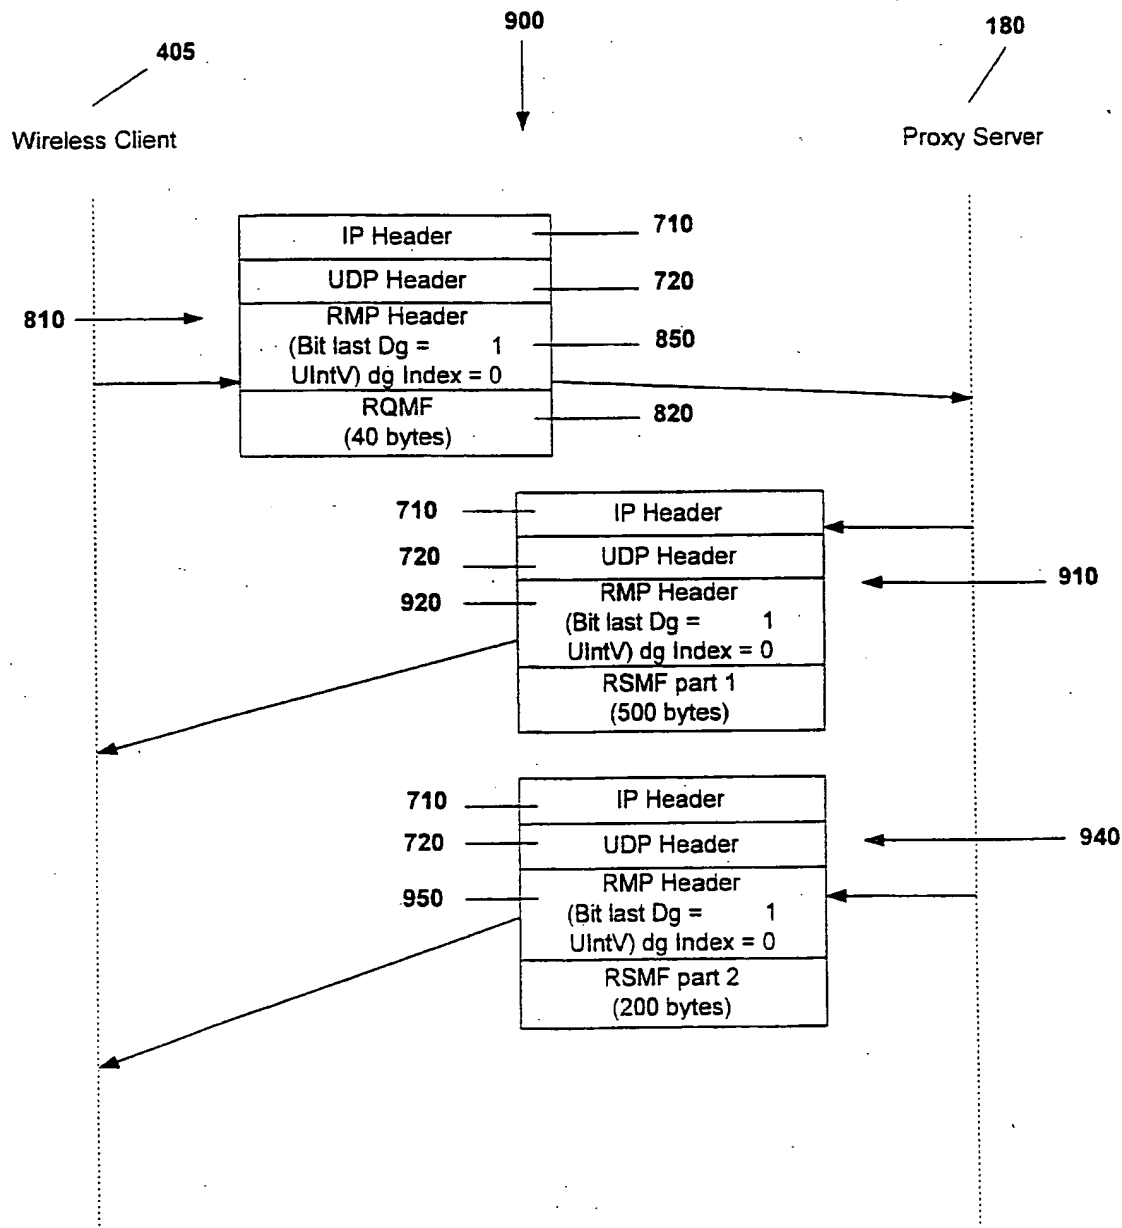 900
180
405
Wireless Client
Proxy Server
IP Header
710
UDP Header
720
810
RMP Header
(Bit last Dg = 1
850
UIntV) dg Index = 0
RQMF
820
(40 bytes)
710
IP Header
720
UDP Header
910
920
RMP Header
(Bit last Dg = 1
UIntV) dg Index = 0
RSMF part 1
(500 bytes)
710
IP Header
720
UDP Header
940
950
RMP Header
(Bit last Dg = 1
UIntV) dg Index = 0
RSMF part 2
(200 bytes)